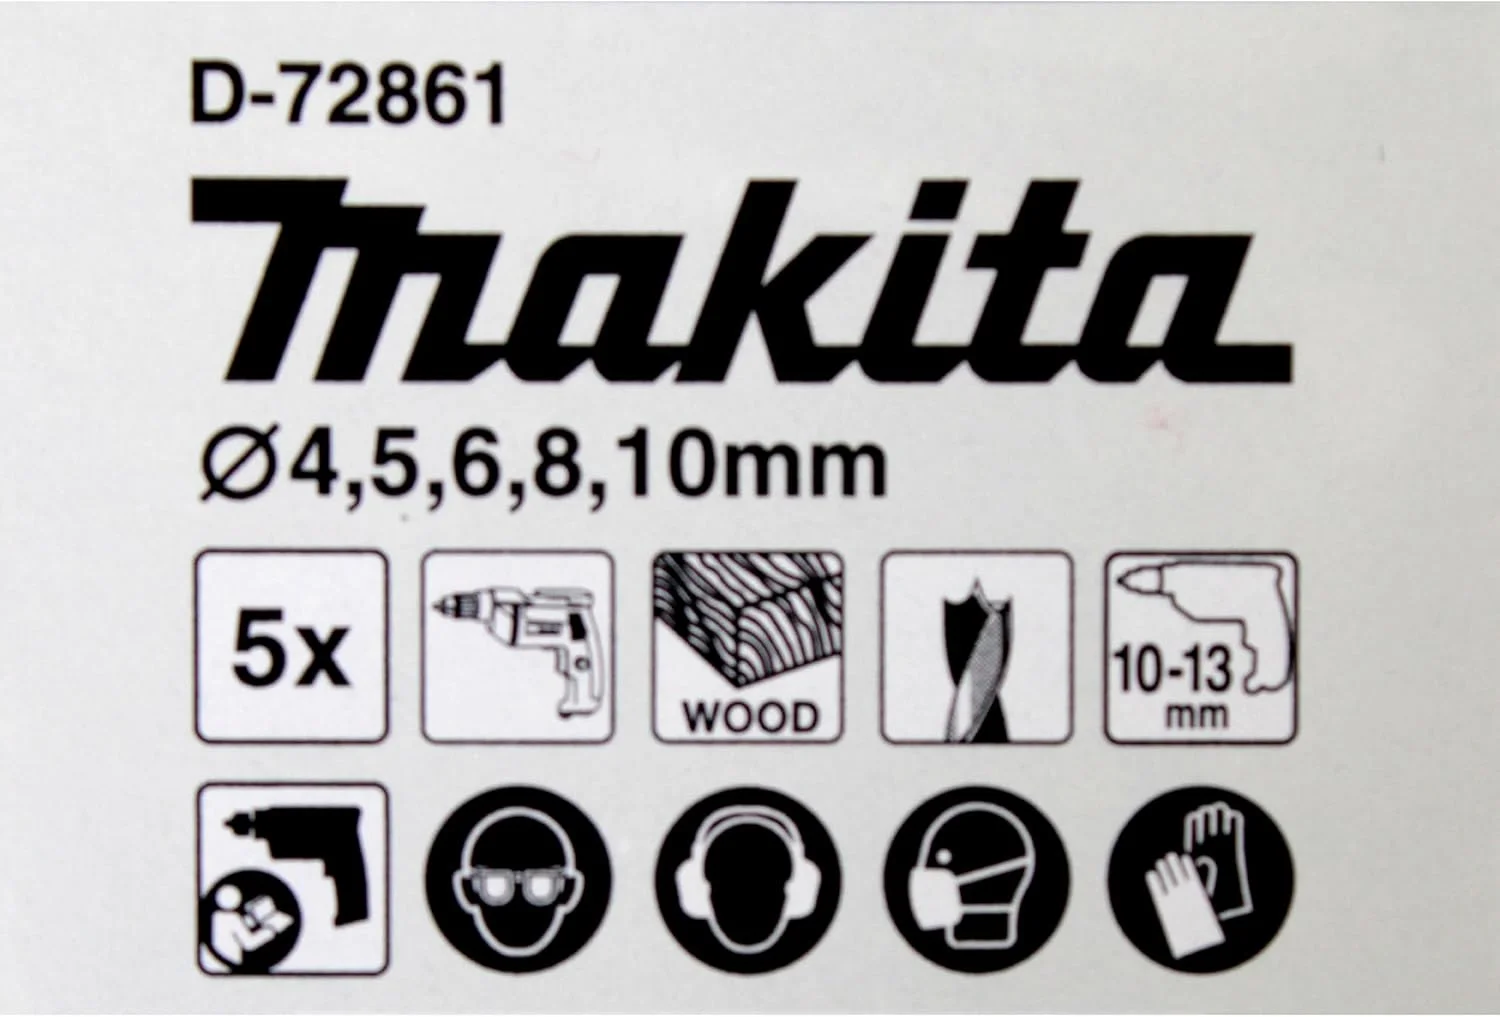 D-72861
makita
Ø4,5,6,8,10mm
5x
WOOD
10-13
mm